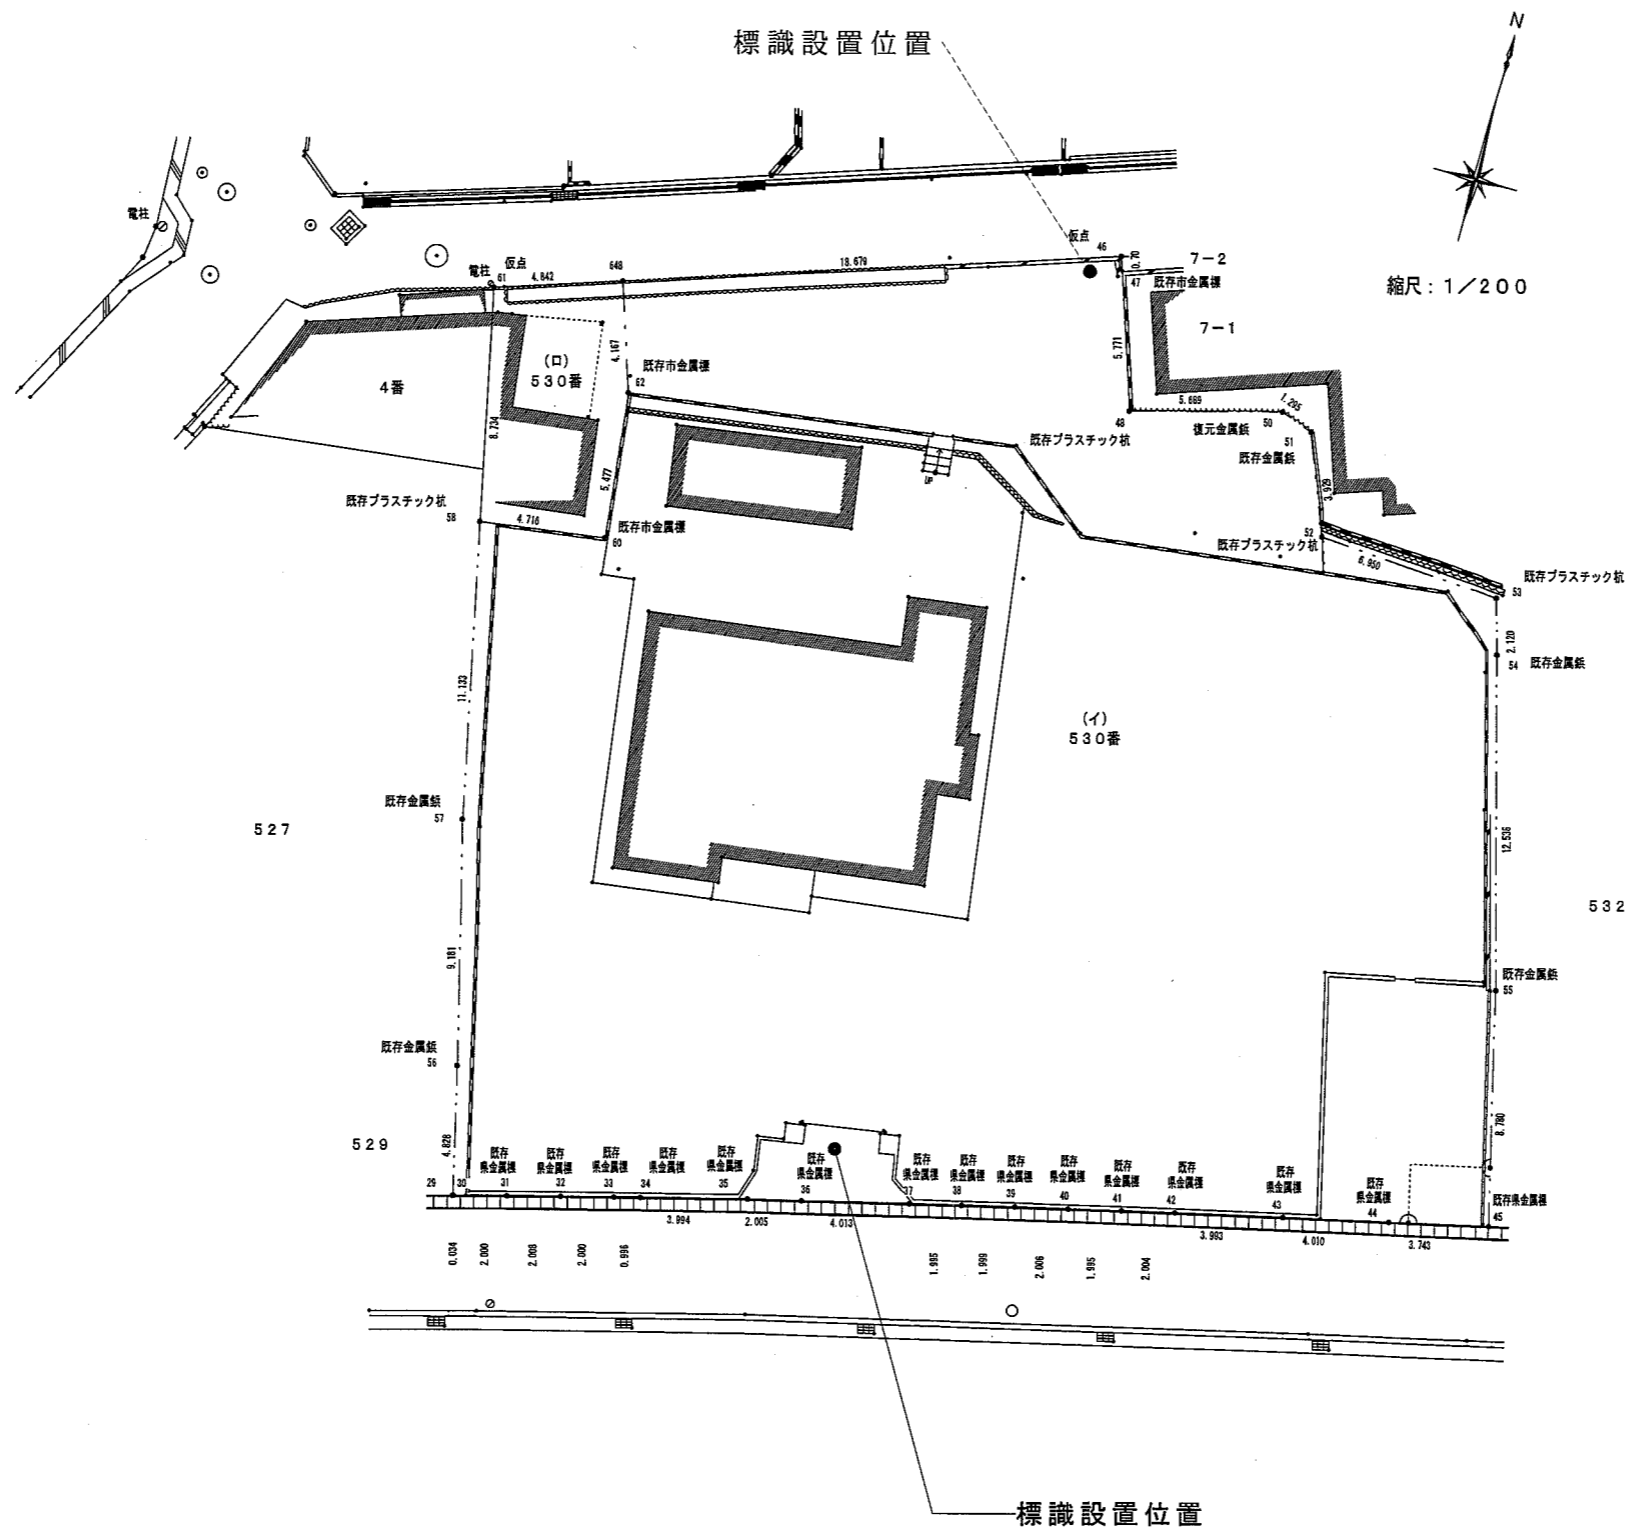 標識設置位置
N
縮尺：1／200
電柱
電柱
仮点
61
4.842
648
18.679
仮点
46
0.70
7−2
47
既存市金属標
7−1
5.771
4番
(ロ)
530番
4.167
既存市金属標
62
8.734
5.477
48
5.669
1.295
復元金属鋲
50
51
既存金属鋲
既存プラスチック杭
UP
3.929
既存プラスチック杭
58
4.716
既存市金属標
60
52
既存プラスチック杭
6.950
既存プラスチック杭
53
2.120
54
既存金属鋲
11.133
(イ)
530番
既存金属鋲
57
527
12.536
532
9.181
既存金属鋲
55
既存金属鋲
56
529
4.828
8.780
29
30
既存
県金属標
31
既存
県金属標
32
既存
県金属標
33
既存
県金属標
34
既存
県金属標
35
既存
県金属標
36
既存
県金属標
37
既存
県金属標
38
既存
県金属標
39
既存
県金属標
40
既存
県金属標
41
既存
県金属標
42
既存
県金属標
43
既存
県金属標
44
既存県金属標
45
3.994
2.005
4.013
3.993
4.010
3.743
0.034
2.000
2.008
2.000
0.996
1.995
1.999
2.006
1.995
2.004
標識設置位置